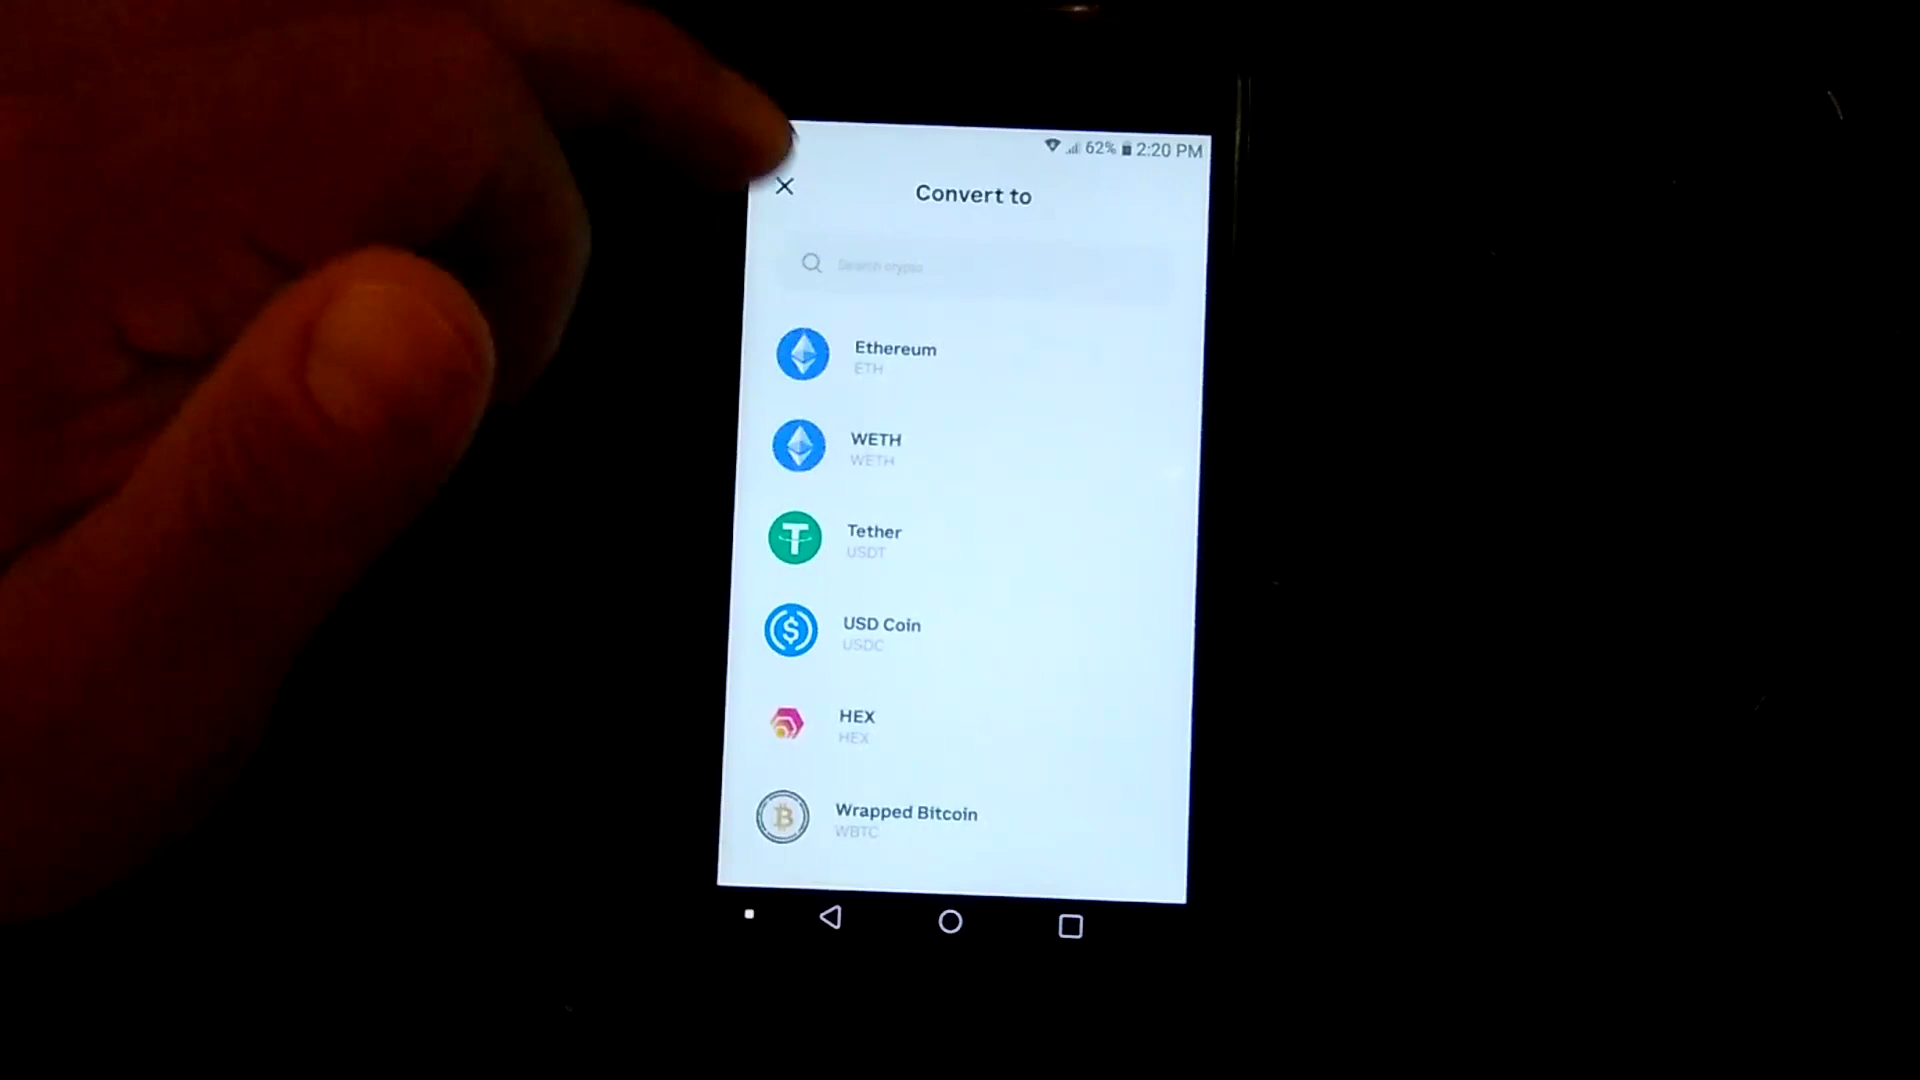 62% 2:20 PM
Convert to
Search crypto
Ethereum
ETH
WETH
WETH
Tether
USDT
USD Coin
USDC
HEX
HEX
Wrapped Bitcoin
WBTC